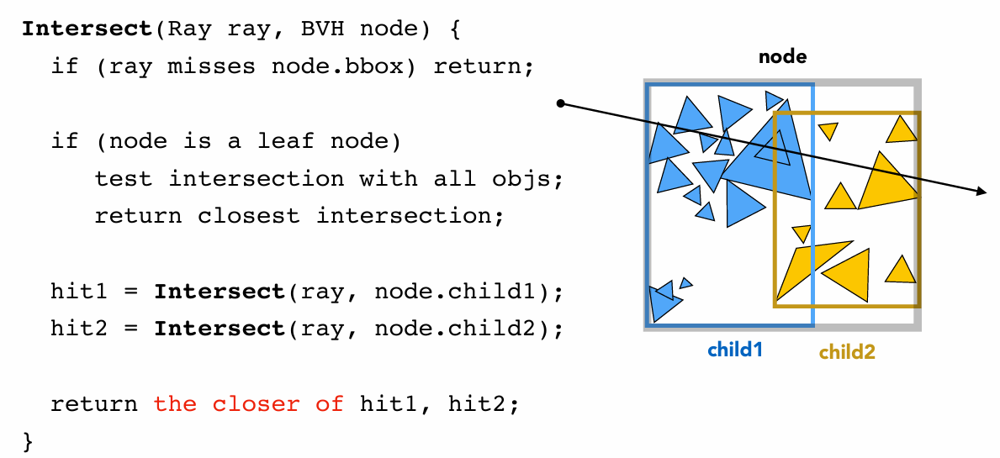 Intersect(Ray ray, BVH node) {
if (ray misses node.bbox) return;
if (node is a leaf node)
test intersection with all objs;
return closest intersection;
hit1 = Intersect(ray, node.child1);
hit2 = Intersect(ray, node.child2);
return the closer of hit1, hit2;
}
node
child1
child2